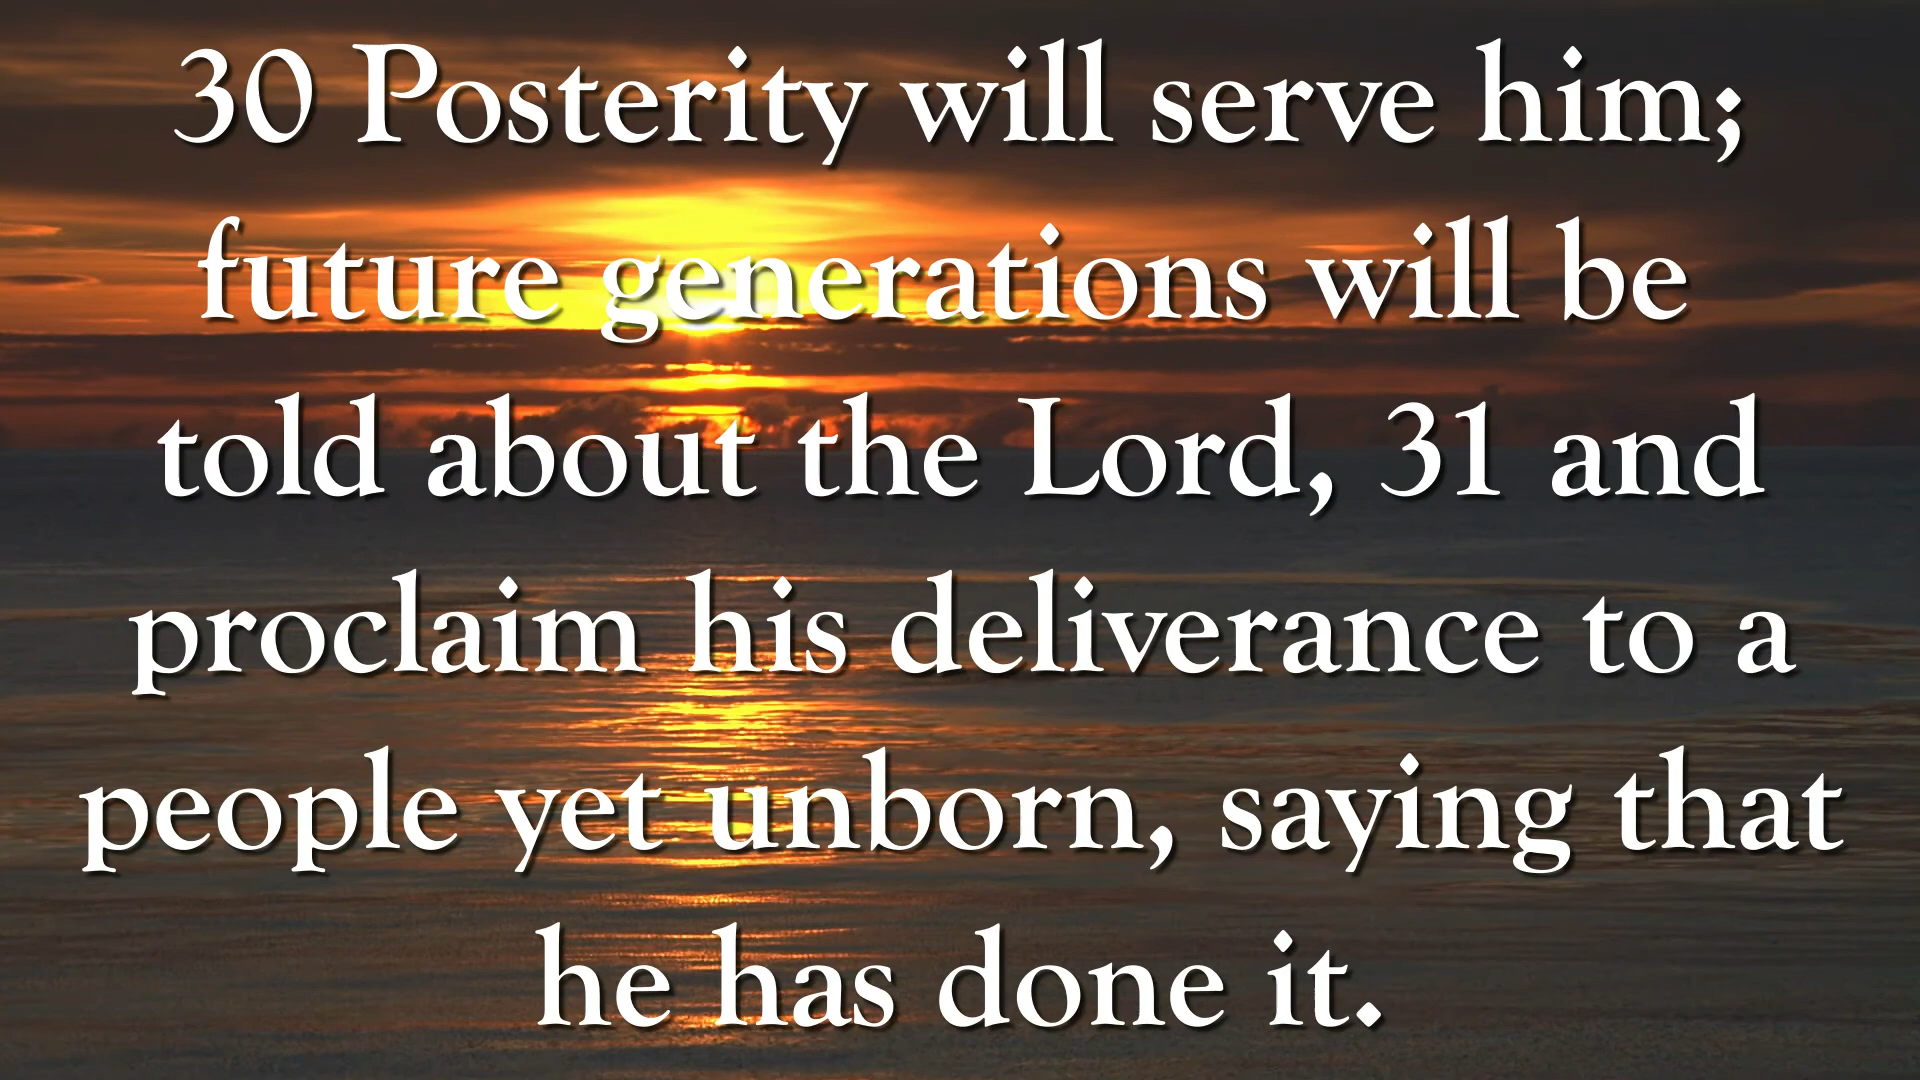 30 Posterity will serve him;
future generations will be
told about the Lord, 31 and
proclaim his deliverance to a
people yet unborn, saying that
he has done it.